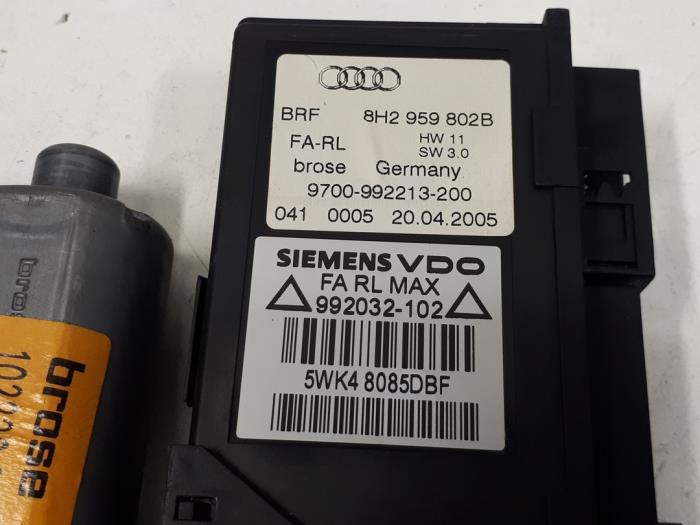 BRF 8H2 959 802B
FA-RL HW 11
SW 3.0
brose Germany
9700-992213-200
041 0005 20.04.2005
SIEMENS VDO
FA RL MAX
992032-102
5WK4 8085DBF
brose